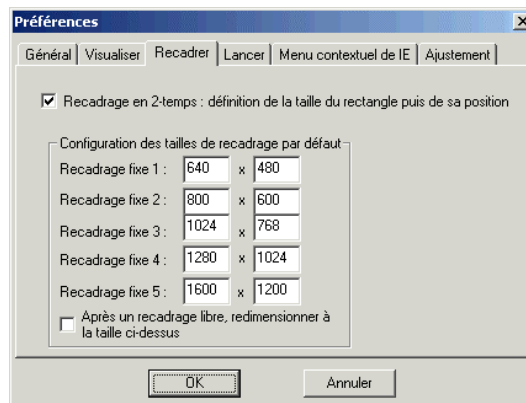 Préférences
Général Visualiser Recadrer Lancer Menu contextuel de IE Ajustement
Recadrage en 2-temps : définition de la taille du rectangle puis de sa position
Configuration des tailles de recadrage par défaut
Recadrage fixe 1 : 640 x 480
Recadrage fixe 2 : 800 x 600
Recadrage fixe 3 : 1024 x 768
Recadrage fixe 4 : 1280 x 1024
Recadrage fixe 5 : 1600 x 1200
Après un recadrage libre, redimensionner à
la taille ci-dessus
OK Annuler